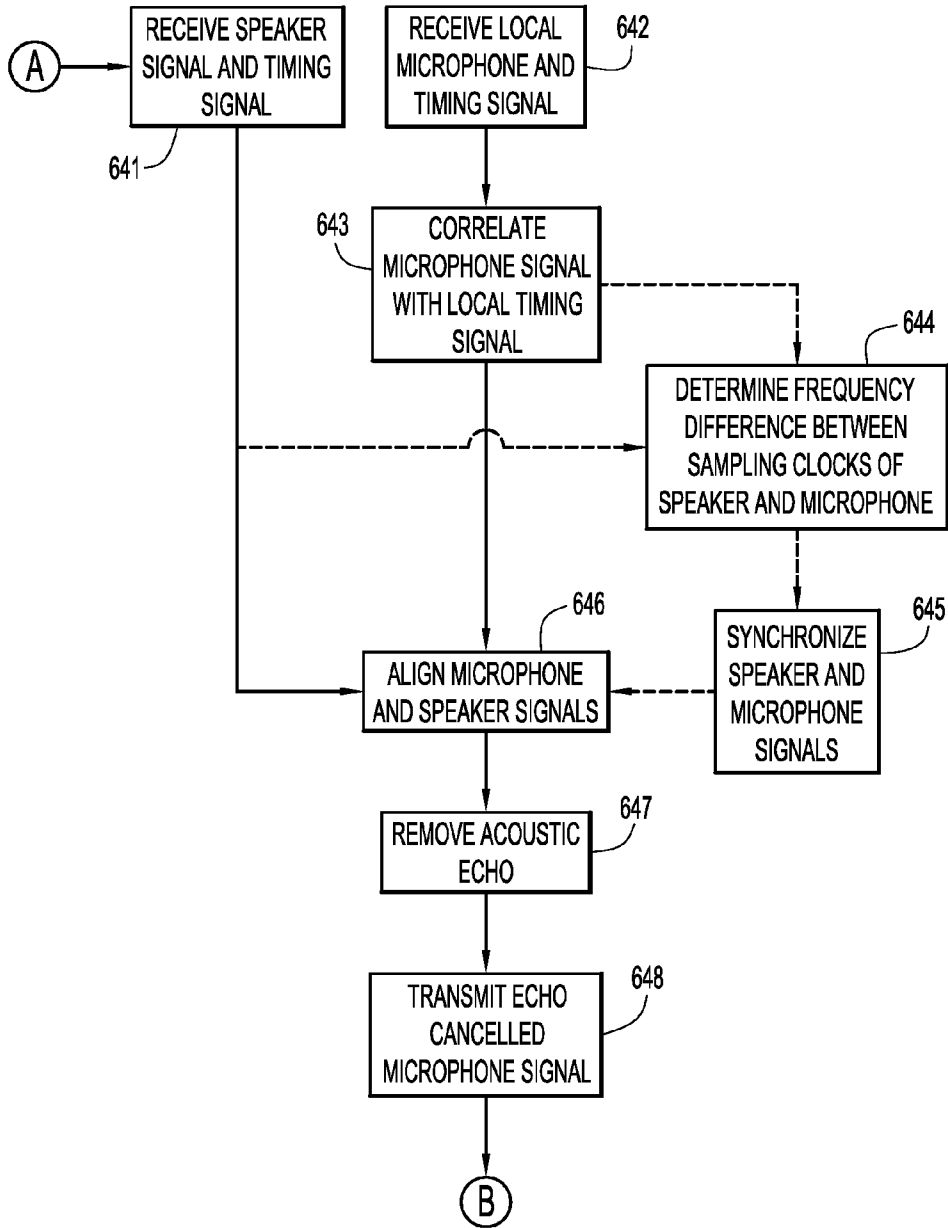 A
RECEIVE SPEAKER
SIGNAL AND TIMING
SIGNAL
641
RECEIVE LOCAL
MICROPHONE AND
TIMING SIGNAL
642
643
CORRELATE
MICROPHONE SIGNAL
WITH LOCAL TIMING
SIGNAL
644
DETERMINE FREQUENCY
DIFFERENCE BETWEEN
SAMPLING CLOCKS OF
SPEAKER AND MICROPHONE
645
SYNCHRONIZE
SPEAKER AND
MICROPHONE
SIGNALS
646
ALIGN MICROPHONE
AND SPEAKER SIGNALS
647
REMOVE ACOUSTIC
ECHO
648
TRANSMIT ECHO
CANCELLED
MICROPHONE SIGNAL
B